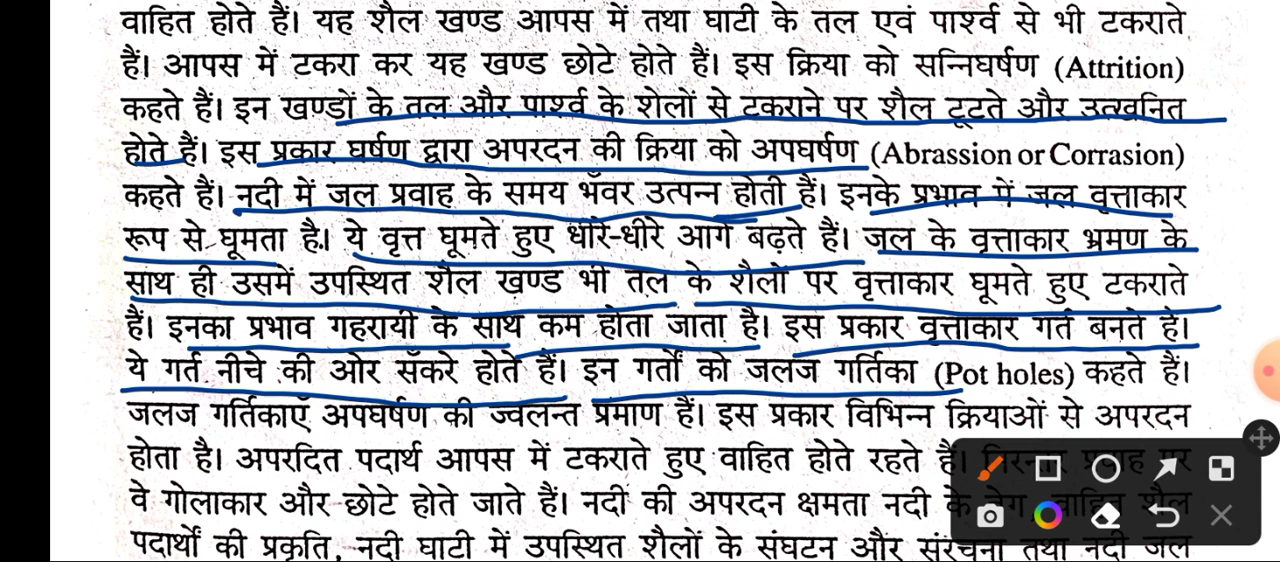 वाहित होते हैं। यह शैल खण्ड आपस में तथा घाटी के तल एवं पार्श्व से भी टकराते
हैं। आपस में टकरा कर यह खण्ड छोटे होते हैं। इस क्रिया को सन्निघर्षण (Attrition)
कहते हैं। इन खण्डों के तल और पार्श्व के शेलों से टकराने पर शैल टूटते और उत्खनित
होते हैं। इस प्रकार घर्षण द्वारा अपरदन की क्रिया को अपघर्षण (Abrassion or Corrasion)
कहते हैं। नदी में जल प्रवाह के समय भँवर उत्पन्न होती हैं। इनके प्रभाव में जल वृत्ताकार
रूप से घूमता है। ये वृत्त घूमते हुए धीरे-धीरे आगे बढ़ते हैं। जल के वृत्ताकार भ्रमण के
साथ ही उसमें उपस्थित शैल खण्ड भी तल के शैलों पर वृत्ताकार घूमते हुए टकराते
हैं। इनका प्रभाव गहरायी के साथ कम होता जाता है। इस प्रकार वृत्ताकार गर्त बनते है।
ये गर्त नीचे की ओर सँकरे होते हैं। इन गर्तों को जलज गर्तिका (Pot holes) कहते हैं।
जलज गर्तिकाएँ अपघर्षण की ज्वलन्त प्रमाण हैं। इस प्रकार विभिन्न क्रियाओं से अपरदन
होता है। अपरदित पदार्थ आपस में टकराते हुए वाहित होते रहते हैं।
वे गोलाकार और छोटे होते जाते हैं। नदी की अपरदन क्षमता नदी के वेग, वाहित शैल
पदार्थों की प्रकृति, नदी घाटी में उपस्थित शैलों के संघटन और संरचना तथा नदी जल